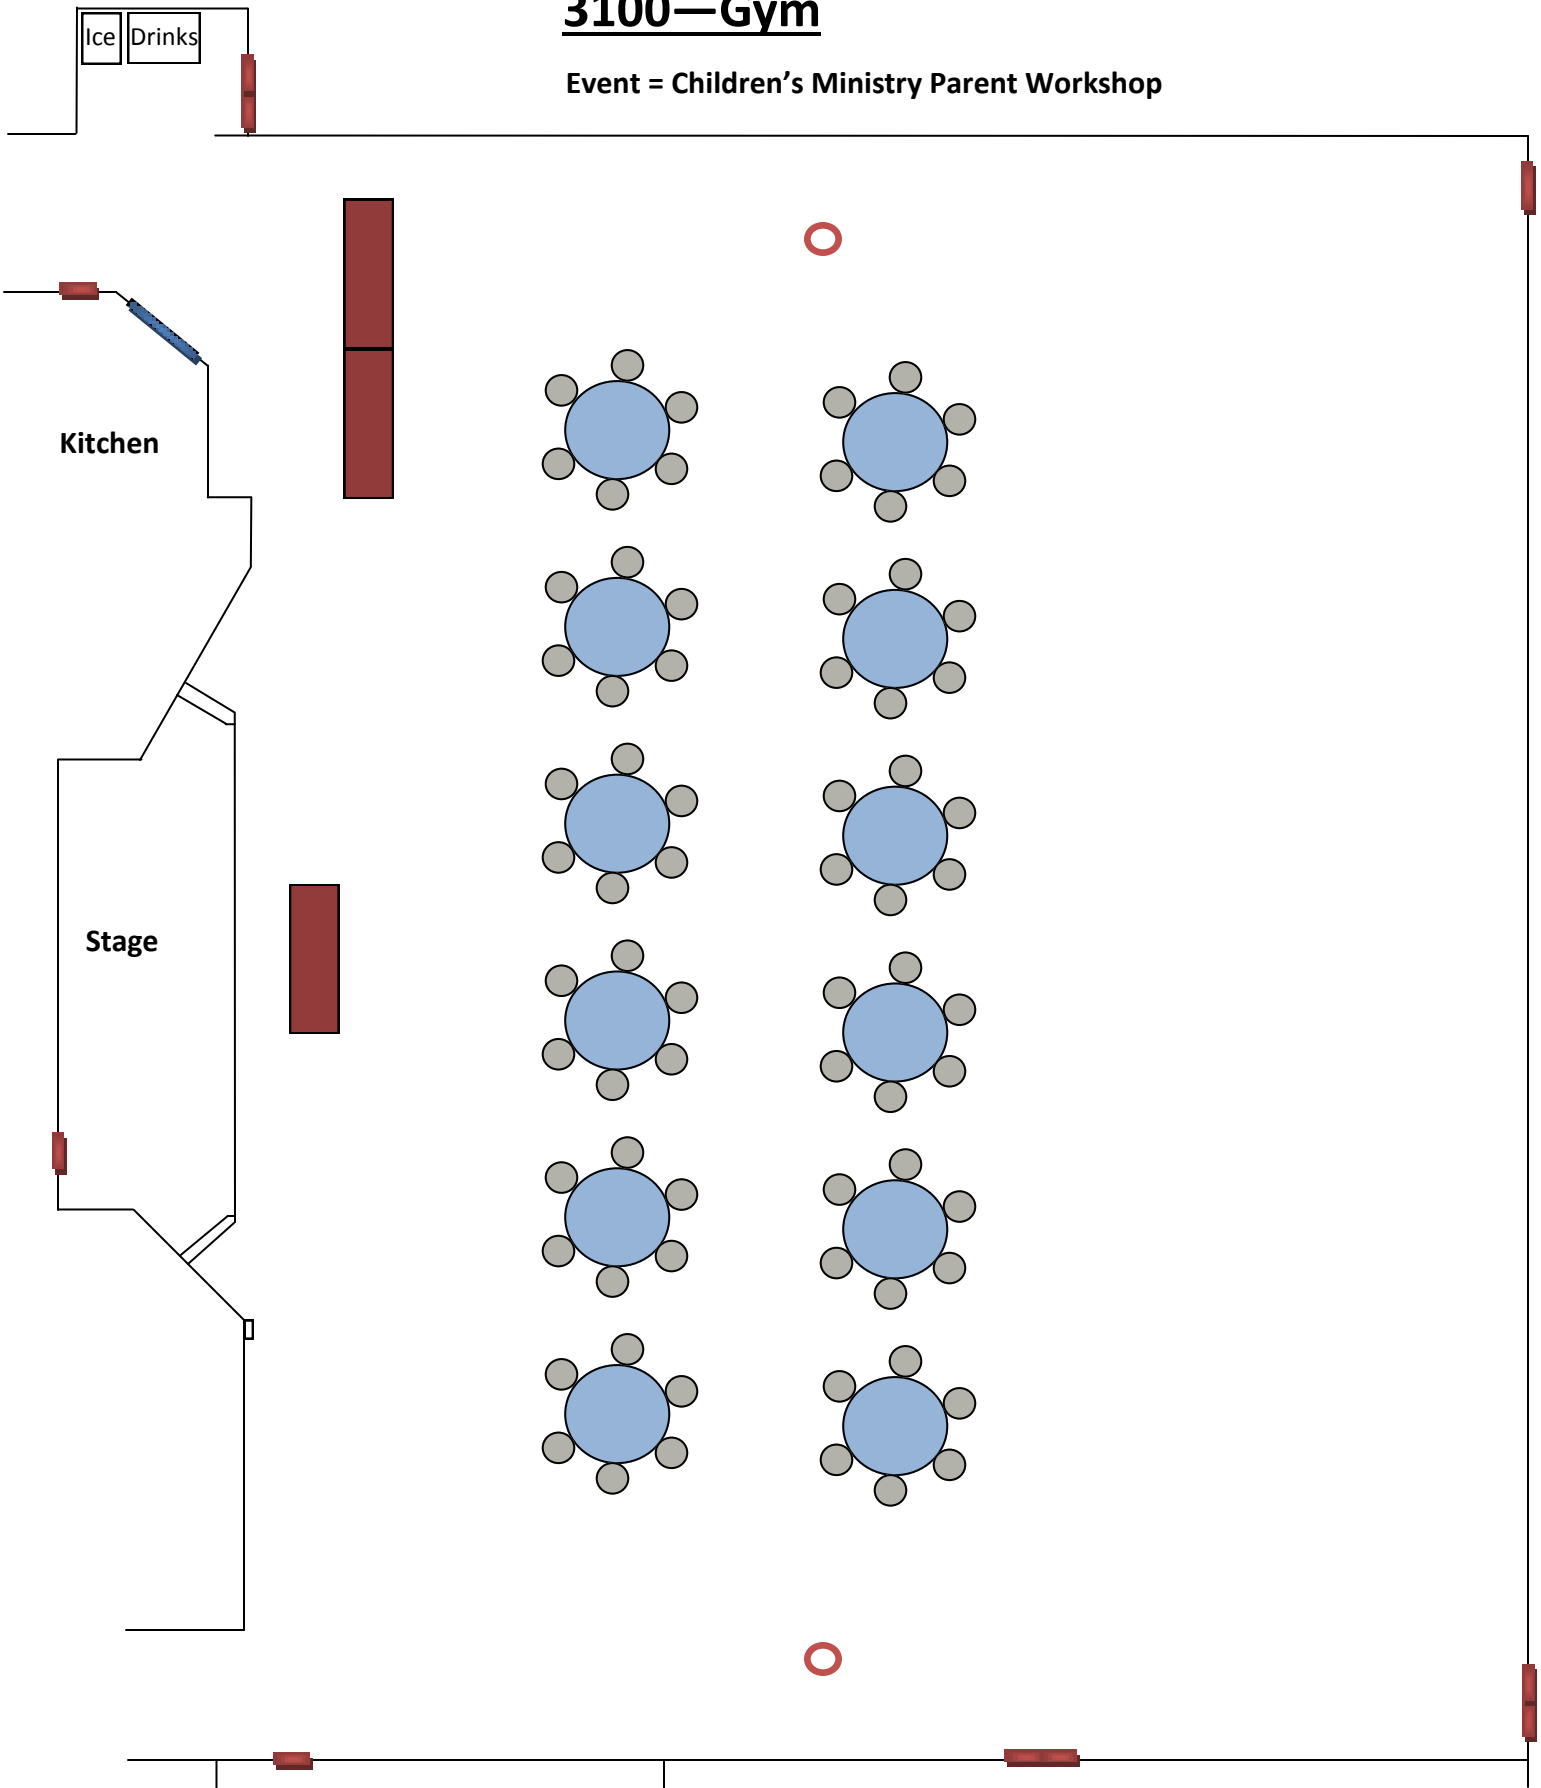 3100—Gym
Ice
Drinks
Event = Children’s Ministry Parent Workshop
Kitchen
Stage